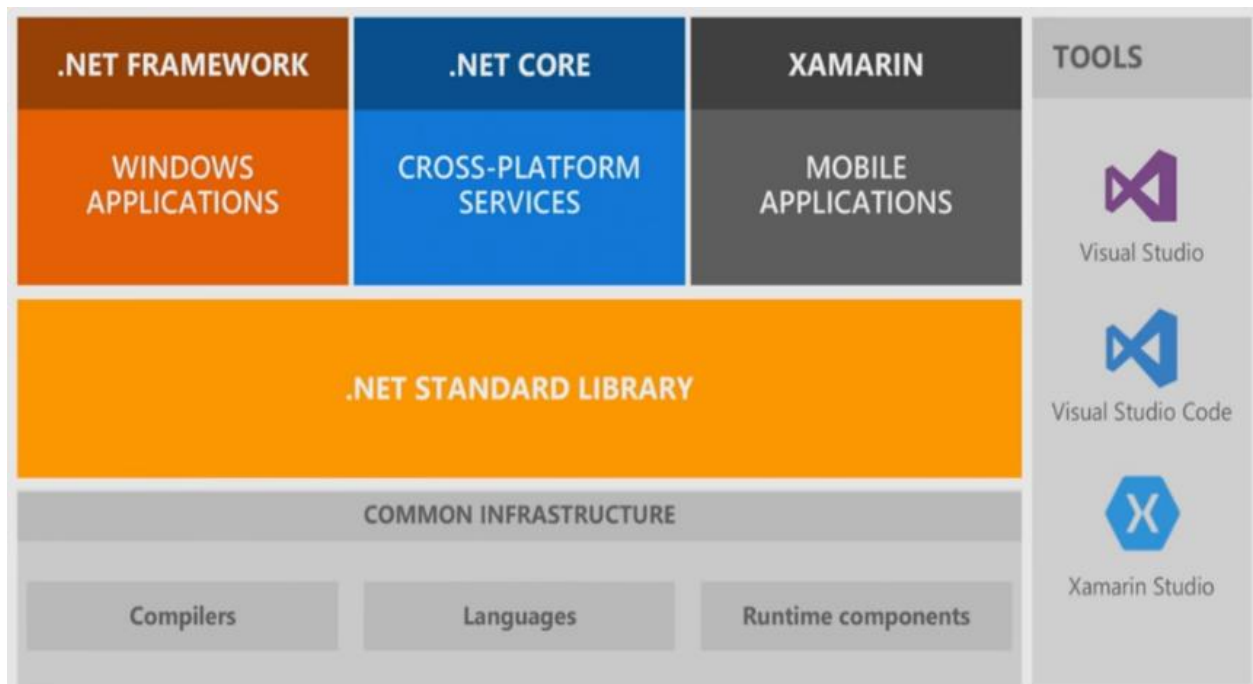 .NET FRAMEWORK
WINDOWS
APPLICATIONS
.NET CORE
CROSS-PLATFORM
SERVICES
XAMARIN
MOBILE
APPLICATIONS
.NET STANDARD LIBRARY
COMMON INFRASTRUCTURE
Compilers
Languages
Runtime components
TOOLS
Visual Studio
Visual Studio Code
X
Xamarin Studio